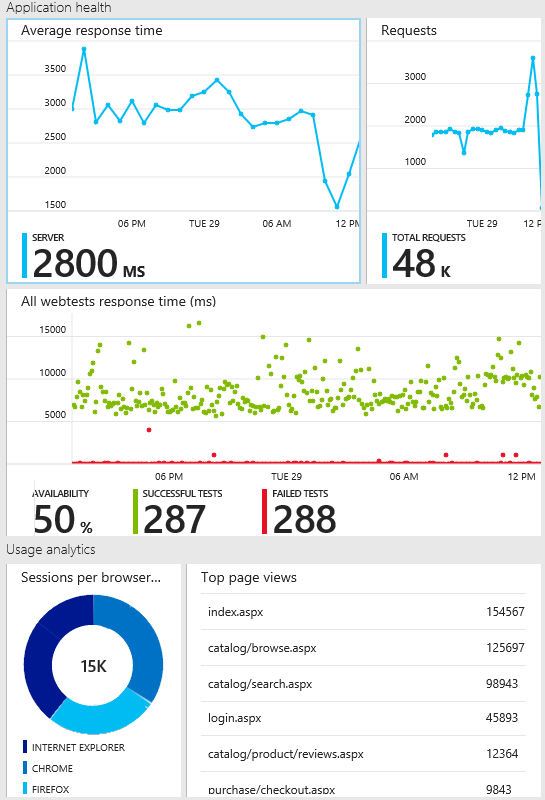 Application health
Average response time
3500
3000
2500
2000
1500
06 PM
TUE 29
06 AM
12 P
SERVER
2800 MS
Requests
3000
2000
1000
TUE 29
12 P
TOTAL REQUESTS
48 K
All webtests response time (ms)
15000
10000
5000
06 PM
TUE 29
06 AM
12 PM
AVAILABILITY
50 %
SUCCESSFUL TESTS
287
FAILED TESTS
288
Usage analytics
Sessions per browser...
15K
INTERNET EXPLORER
CHROME
FIREFOX
Top page views
index.aspx 154567
catalog/browse.aspx 125697
catalog/search.aspx 98943
login.aspx 45893
catalog/product/reviews.aspx 12364
purchase/checkout.aspx 9843